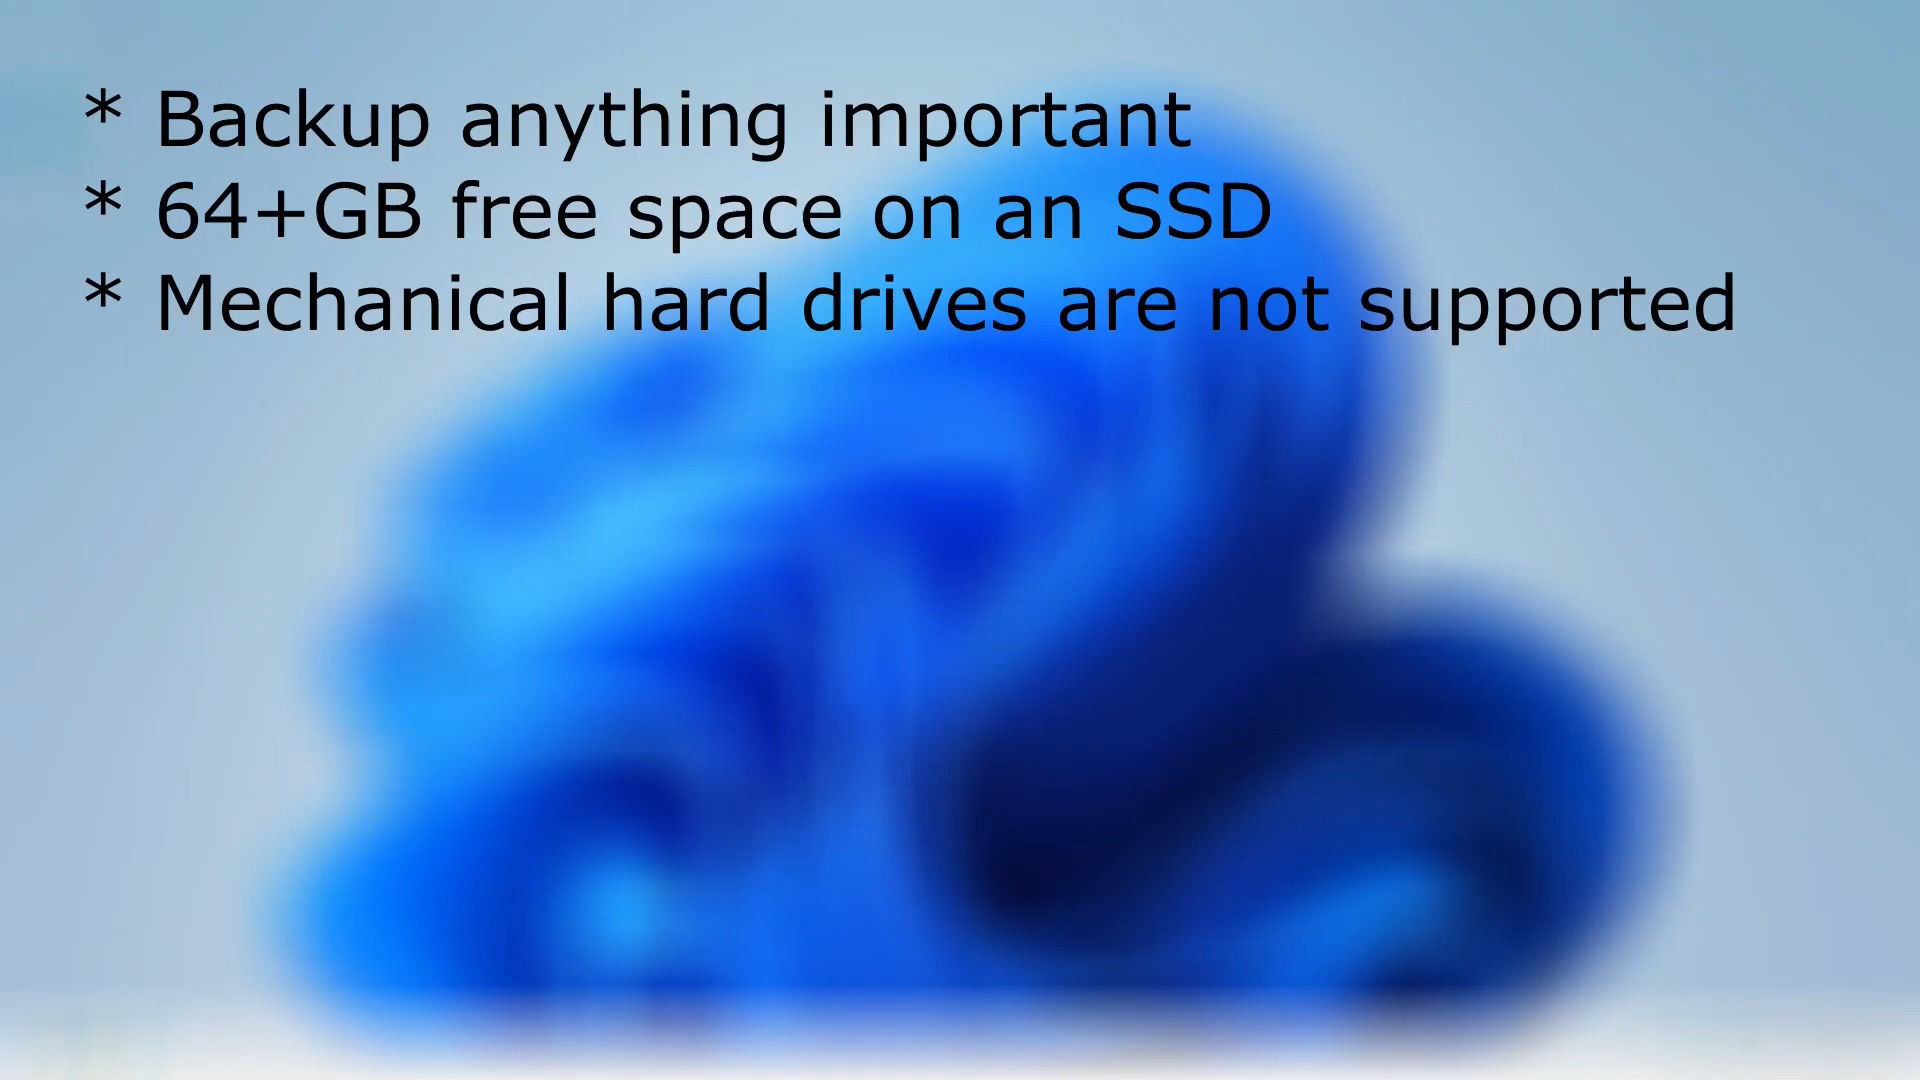 * Backup anything important
* 64+GB free space on an SSD
* Mechanical hard drives are not supported